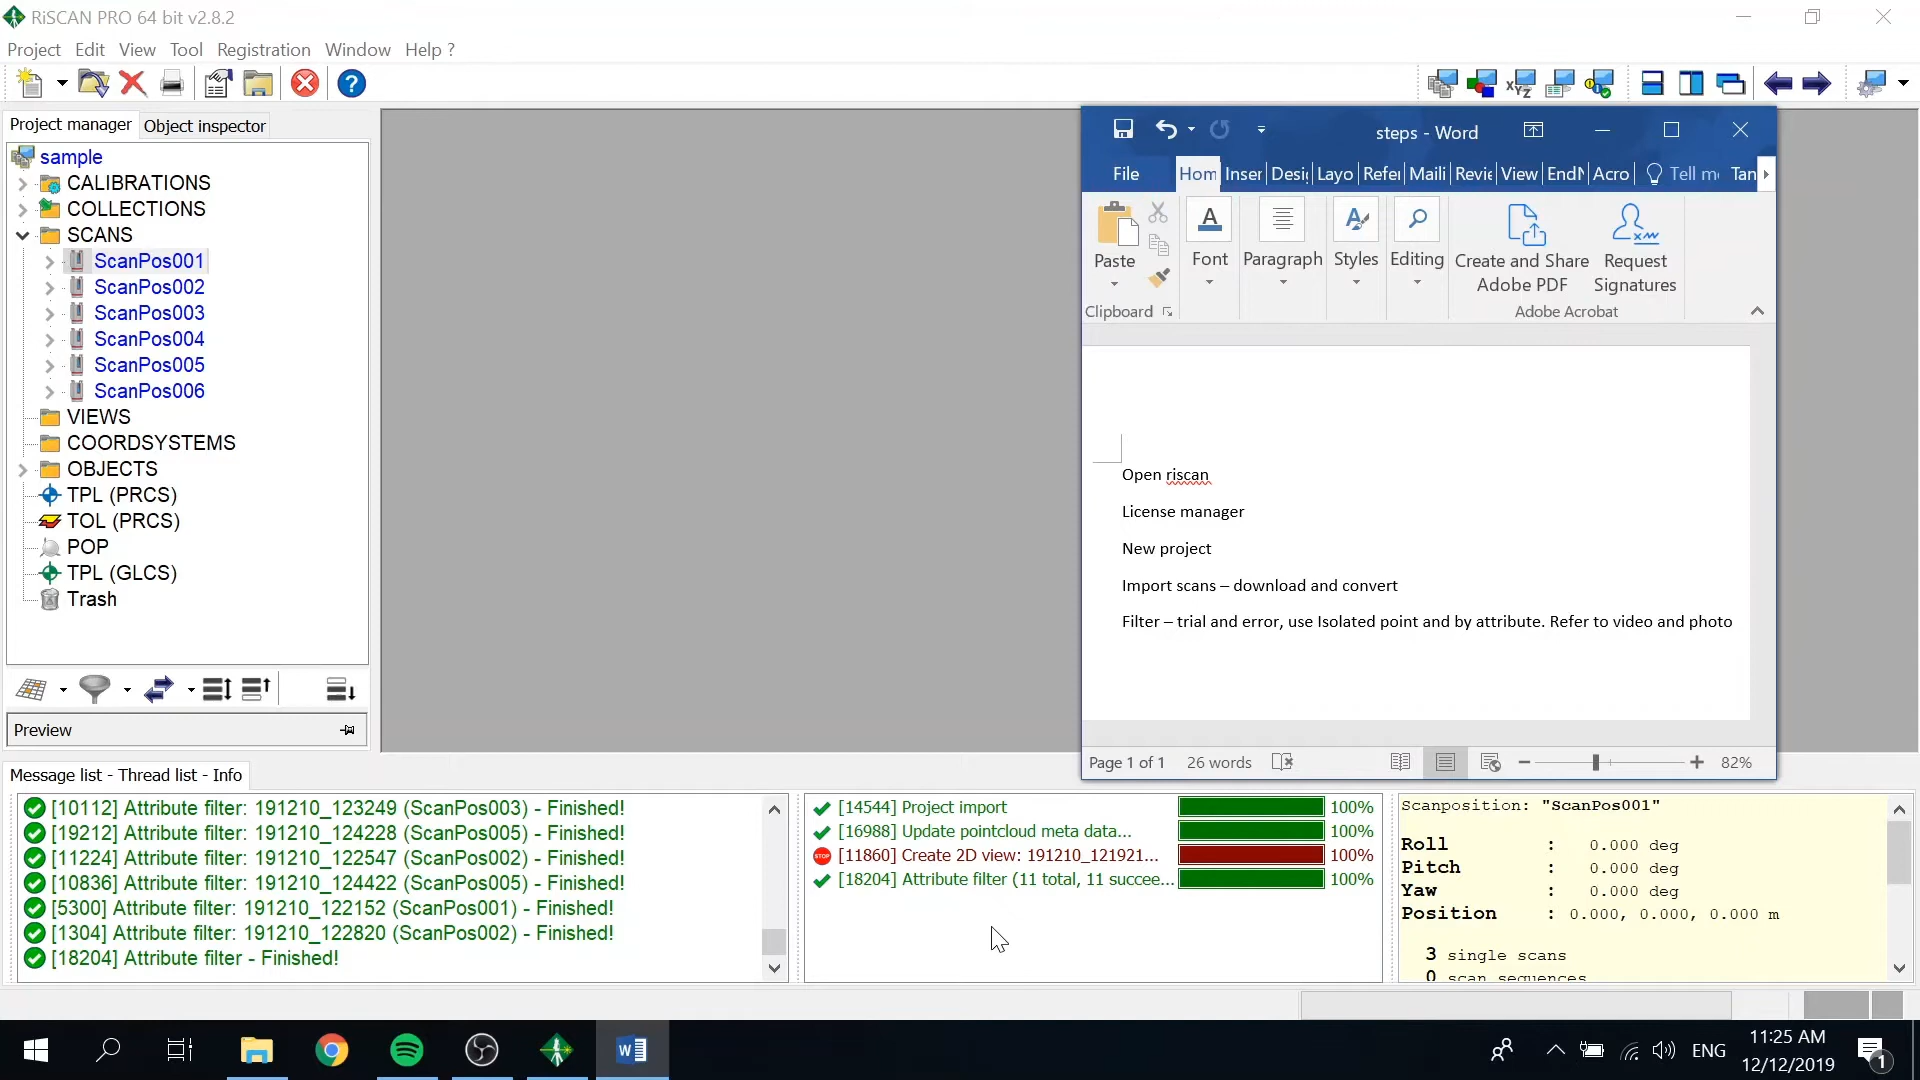 RiSCAN PRO 64 bit v2.8.2
Project Edit View Tool Registration Window Help ?
Project manager Object inspector
sample
CALIBRATIONS
COLLECTIONS
SCANS
ScanPos001
ScanPos002
ScanPos003
ScanPos004
ScanPos005
ScanPos006
VIEWS
COORDSYSTEMS
OBJECTS
TPL (PRCS)
TOL (PRCS)
POP
TPL (GLCS)
Trash
Preview
steps - Word
File Hom Inser Desi Layo Refer Maili Revie View EndN Acro Tell me Tan
Paste
Font
Paragraph
Styles
Editing
Create and Share
Adobe PDF
Request
Signatures
Clipboard
Adobe Acrobat
Open riscan
License manager
New project
Import scans – download and convert
Filter – trial and error, use Isolated point and by attribute. Refer to video and photo
Page 1 of 1 26 words 82%
Message list - Thread list - Info
[10112] Attribute filter: 191210_123249 (ScanPos003) - Finished!
[19212] Attribute filter: 191210_124228 (ScanPos005) - Finished!
[11224] Attribute filter: 191210_122547 (ScanPos002) - Finished!
[10836] Attribute filter: 191210_124422 (ScanPos005) - Finished!
[5300] Attribute filter: 191210_122152 (ScanPos001) - Finished!
[1304] Attribute filter: 191210_122820 (ScanPos002) - Finished!
[18204] Attribute filter - Finished!
[14544] Project import 100%
[16988] Update pointcloud meta data... 100%
[11860] Create 2D view: 191210_121921... 100%
[18204] Attribute filter (11 total, 11 succee... 100%
Scanposition: "ScanPos001"
Roll : 0.000 deg
Pitch : 0.000 deg
Yaw : 0.000 deg
Position : 0.000, 0.000, 0.000 m
3 single scans
0 scan sequences
ENG
11:25 AM
12/12/2019
1